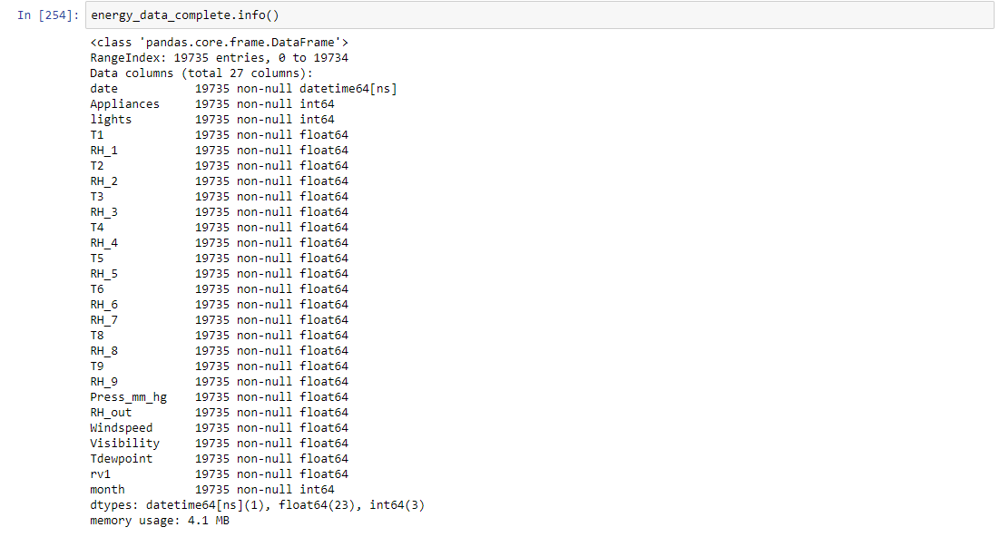 In [254]: energy_data_complete.info()
<class 'pandas.core.frame.DataFrame'>
RangeIndex: 19735 entries, 0 to 19734
Data columns (total 27 columns):
date           19735 non-null datetime64[ns]
Appliances     19735 non-null int64
lights         19735 non-null int64
T1             19735 non-null float64
RH_1           19735 non-null float64
T2             19735 non-null float64
RH_2           19735 non-null float64
T3             19735 non-null float64
RH_3           19735 non-null float64
T4             19735 non-null float64
RH_4           19735 non-null float64
T5             19735 non-null float64
RH_5           19735 non-null float64
T6             19735 non-null float64
RH_6           19735 non-null float64
RH_7           19735 non-null float64
T8             19735 non-null float64
RH_8           19735 non-null float64
T9             19735 non-null float64
RH_9           19735 non-null float64
Press_mm_hg    19735 non-null float64
RH_out         19735 non-null float64
Windspeed      19735 non-null float64
Visibility     19735 non-null float64
Tdewpoint      19735 non-null float64
rv1            19735 non-null float64
month          19735 non-null int64
dtypes: datetime64[ns](1), float64(23), int64(3)
memory usage: 4.1 MB